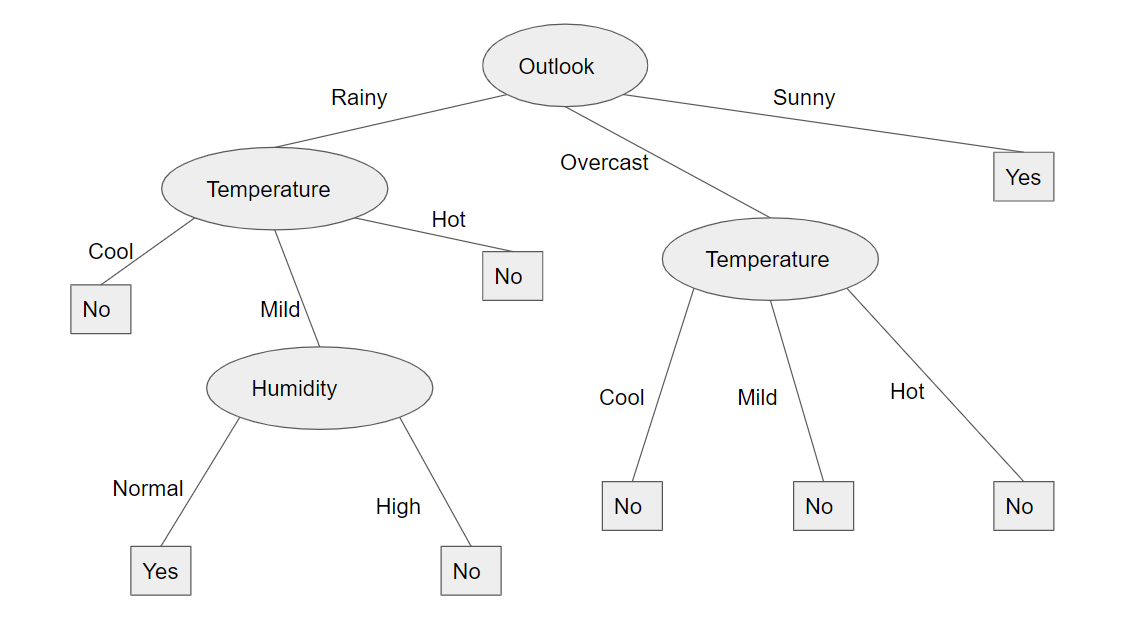 Outlook
Rainy
Sunny
Overcast
Yes
Temperature
Hot
Cool
No
Temperature
No
Mild
Humidity
Cool
Mild
Hot
Normal
High
No
No
No
Yes
No